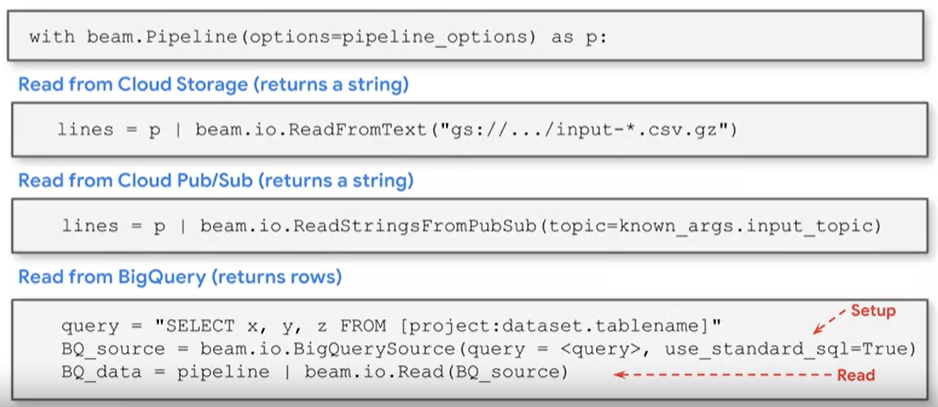 with beam.Pipeline(options=pipeline_options) as p:
Read from Cloud Storage (returns a string)
lines = p | beam.io.ReadFromText("gs://.../input-*.csv.gz")
Read from Cloud Pub/Sub (returns a string)
lines = p | beam.io.ReadStringsFromPubSub(topic=known_args.input_topic)
Read from BigQuery (returns rows)
Setup
query = "SELECT x, y, z FROM [project:dataset.tablename]"
BQ_source = beam.io.BigQuerySource(query = <query>, use_standard_sql=True)
BQ_data = pipeline | beam.io.Read(BQ_source)
Read